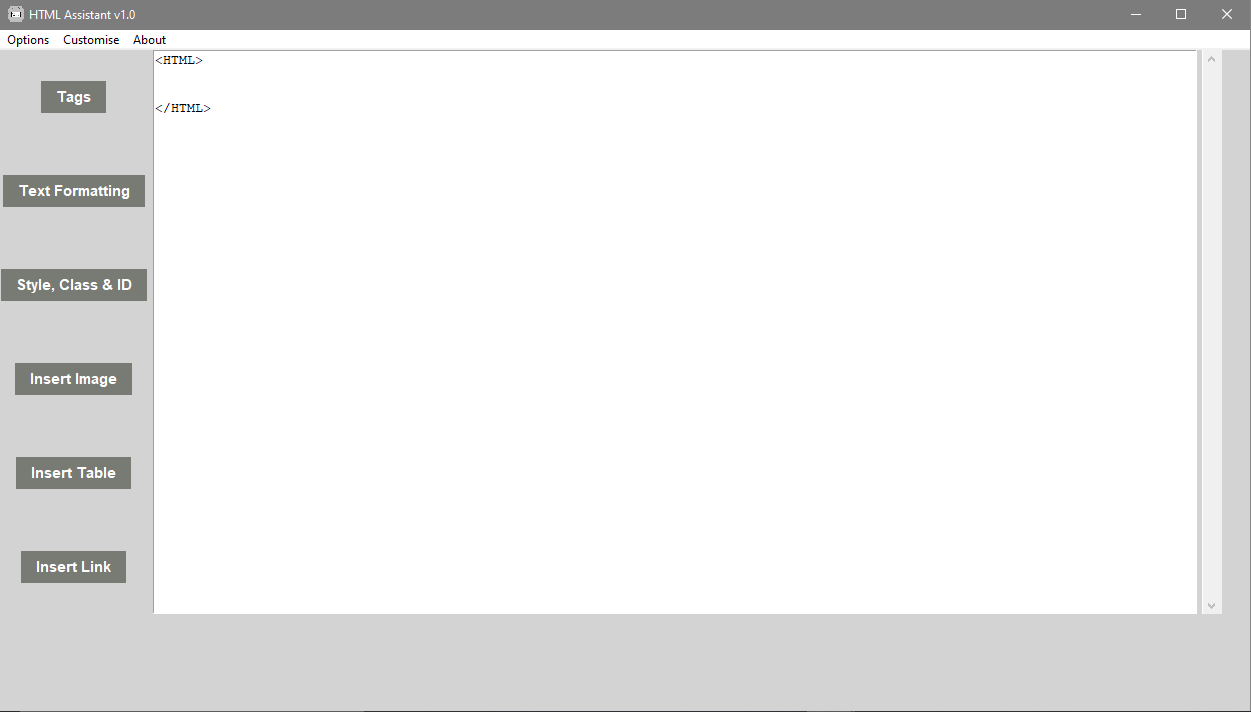 HTML Assistant v1.0
Options Customise About
<HTML>
</HTML>
Tags
Text Formatting
Style, Class & ID
Insert Image
Insert Table
Insert Link